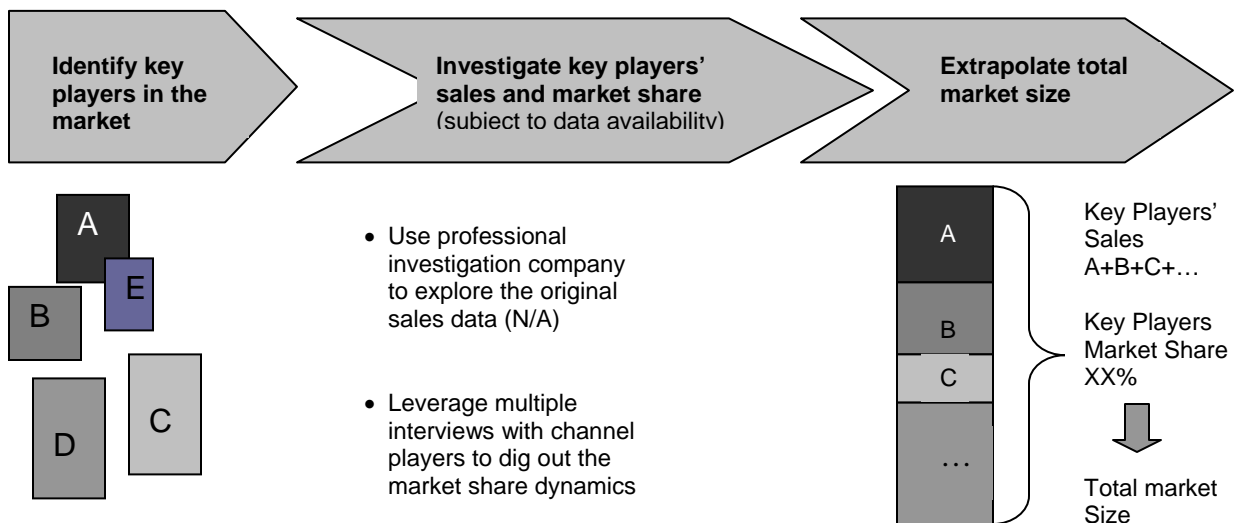 Identify key
players in the
market
Investigate key players’
sales and market share
(subject to data availability)
Extrapolate total
market size
A
E
B
C
D
• Use professional
investigation company
to explore the original
sales data (N/A)
• Leverage multiple
interviews with channel
players to dig out the
market share dynamics
A
B
C
…
Key Players’
Sales
A+B+C+…
Key Players
Market Share
XX%
Total market
Size